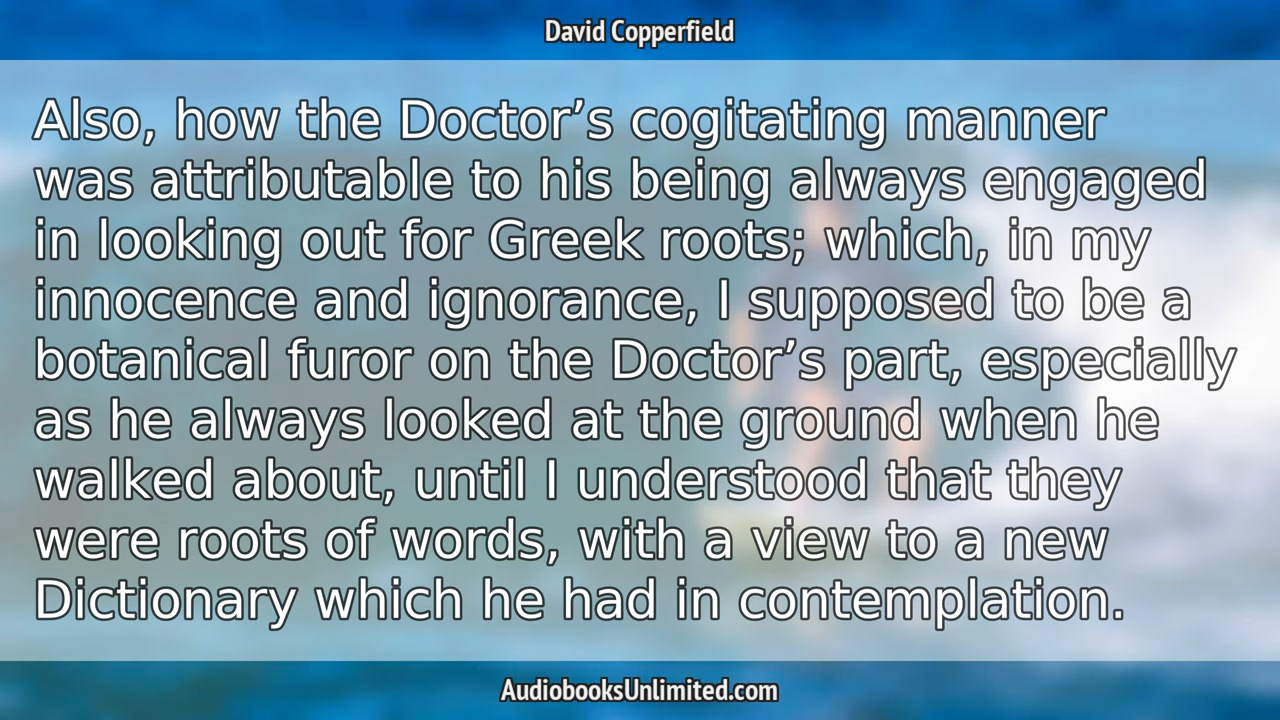 David Copperfield
Also, how the Doctor’s cogitating manner
was attributable to his being always engaged
in looking out for Greek roots; which, in my
innocence and ignorance, I supposed to be a
botanical furor on the Doctor’s part, especially
as he always looked at the ground when he
walked about, until I understood that they
were roots of words, with a view to a new
Dictionary which he had in contemplation.
AudiobooksUnlimited.com